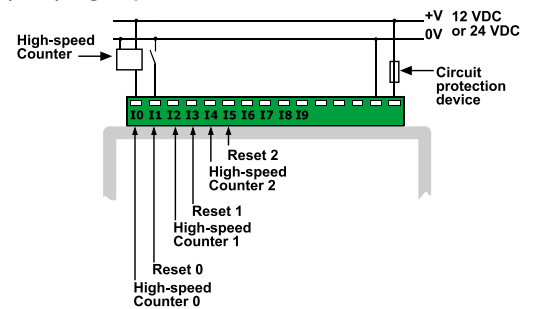 +V 12 VDC
0V or 24 VDC
High-speed
Counter
Circuit
protection
device
I0 I1 I2 I3 I4 I5 I6 I7 I8 I9
Reset 2
High-speed
Counter 2
Reset 1
High-speed
Counter 1
Reset 0
High-speed
Counter 0